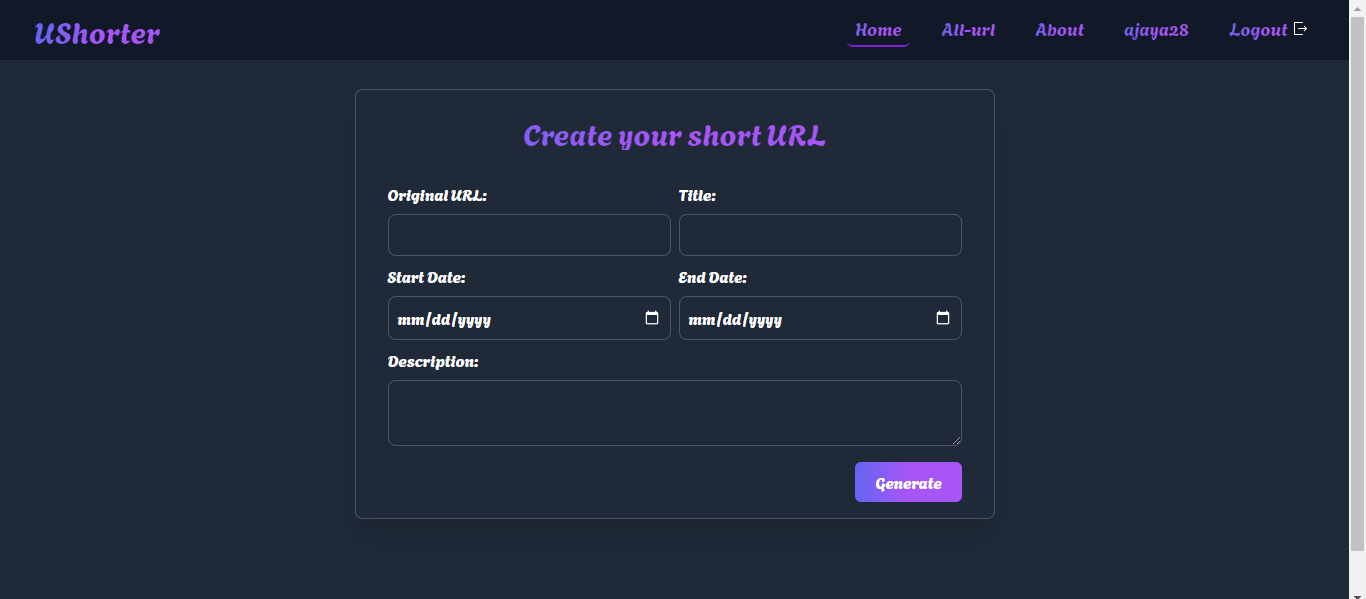 UShorter Home All-url About ajaya28 Logout
Create your short URL
Original URL: Title:
Start Date: End Date:
mm/dd/yyyy mm/dd/yyyy
Description:
Generate